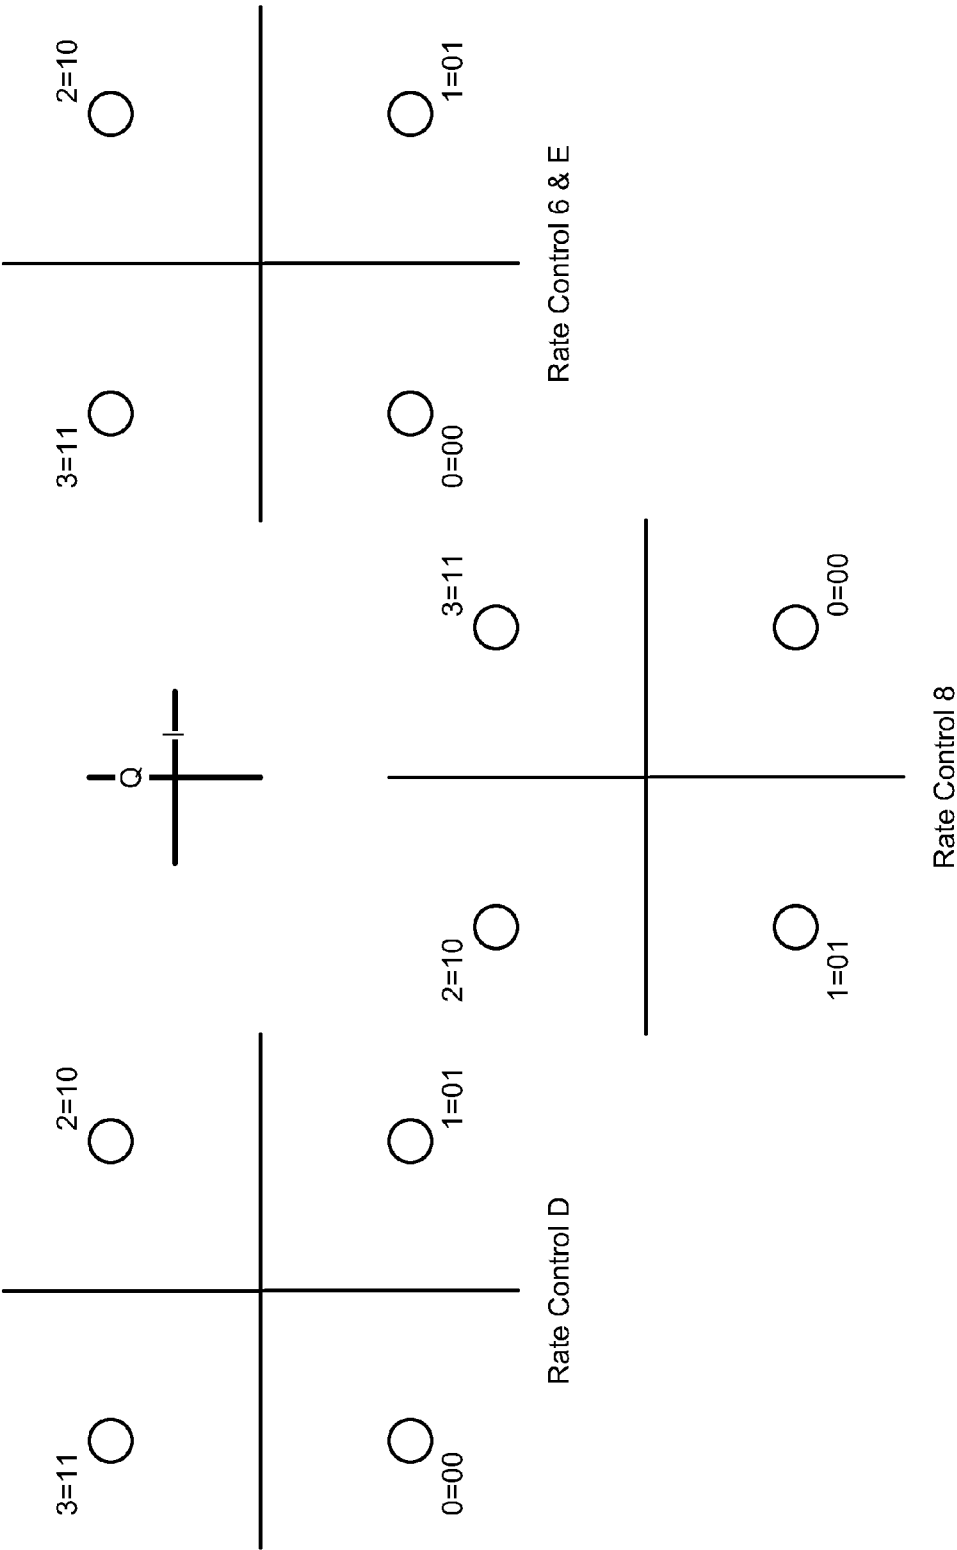 3=11
2=10
0=00
1=01
Rate Control D
Q
I
3=11
2=10
0=00
1=01
Rate Control 6 & E
2=10
3=11
1=01
0=00
Rate Control 8